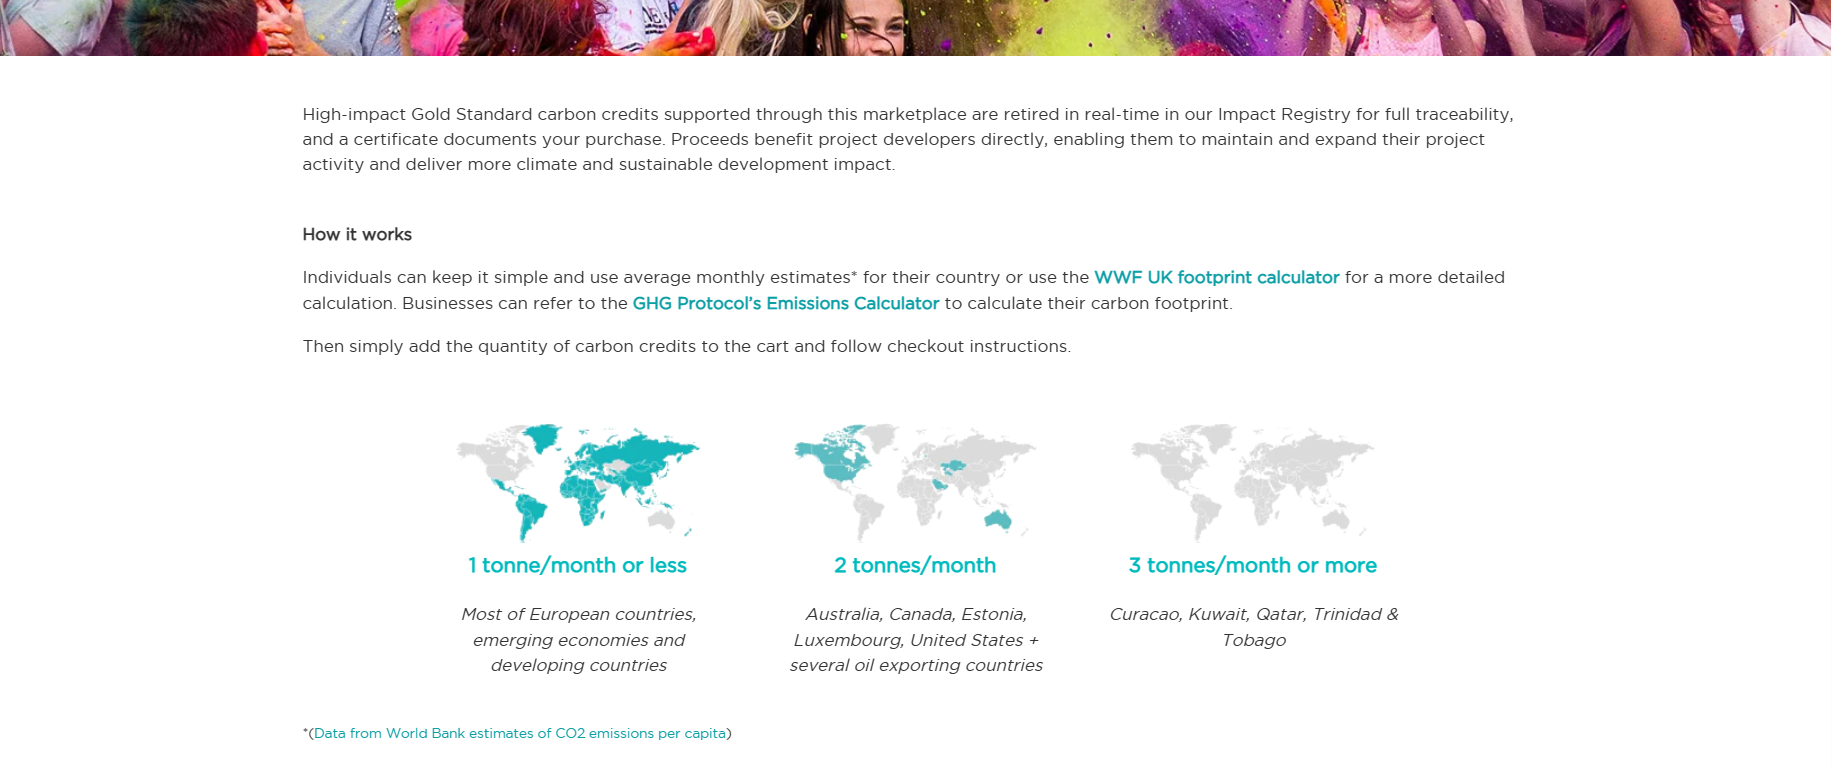 High-impact Gold Standard carbon credits supported through this marketplace are retired in real-time in our Impact Registry for full traceability,
and a certificate documents your purchase. Proceeds benefit project developers directly, enabling them to maintain and expand their project
activity and deliver more climate and sustainable development impact.
How it works
Individuals can keep it simple and use average monthly estimates* for their country or use the WWF UK footprint calculator for a more detailed
calculation. Businesses can refer to the GHG Protocol's Emissions Calculator to calculate their carbon footprint.
Then simply add the quantity of carbon credits to the cart and follow checkout instructions.
1 tonne/month or less
Most of European countries,
emerging economies and
developing countries
2 tonnes/month
Australia, Canada, Estonia,
Luxembourg, United States +
several oil exporting countries
3 tonnes/month or more
Curacao, Kuwait, Qatar, Trinidad &
Tobago
*(Data from World Bank estimates of CO2 emissions per capita)